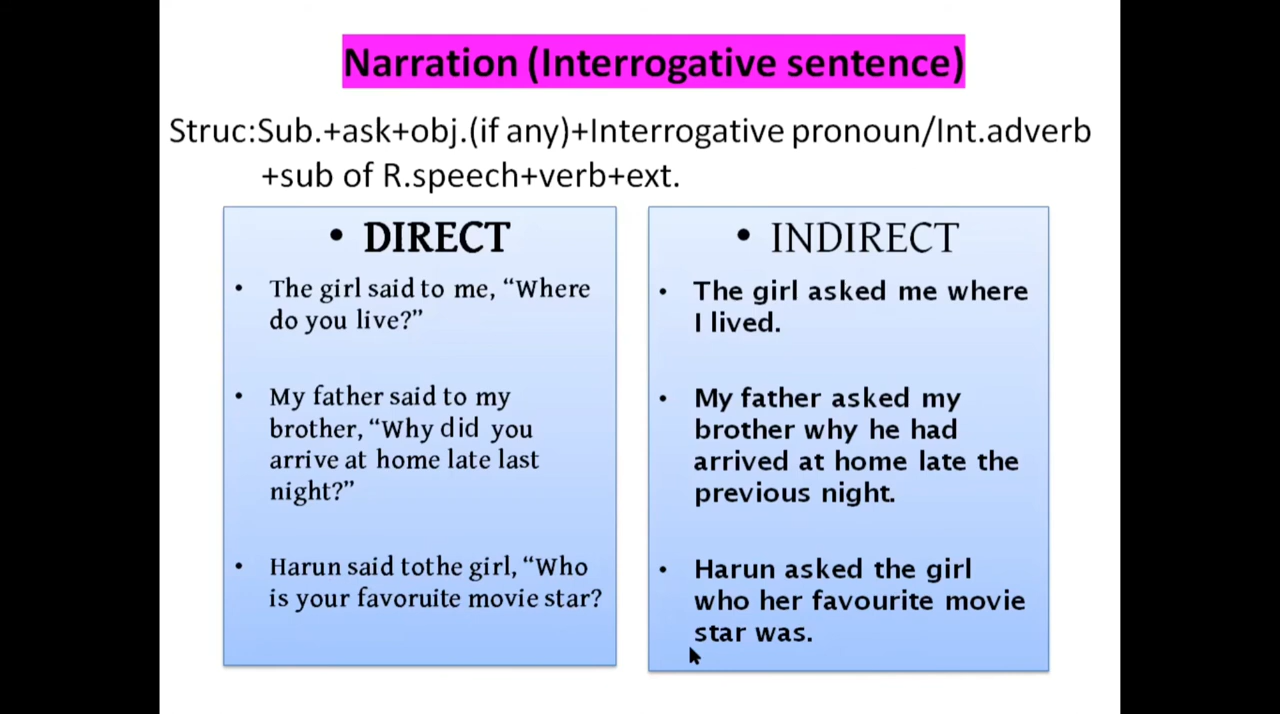 Narration (Interrogative sentence)
Struc:Sub.+ask+obj.(if any)+Interrogative pronoun/Int.adverb
+sub of R.speech+verb+ext.
• DIRECT
• The girl said to me, “Where
do you live?”
• My father said to my
brother, “Why did you
arrive at home late last
night?”
• Harun said tothe girl, “Who
is your favoruite movie star?
• INDIRECT
• The girl asked me where
I lived.
• My father asked my
brother why he had
arrived at home late the
previous night.
• Harun asked the girl
who her favourite movie
star was.